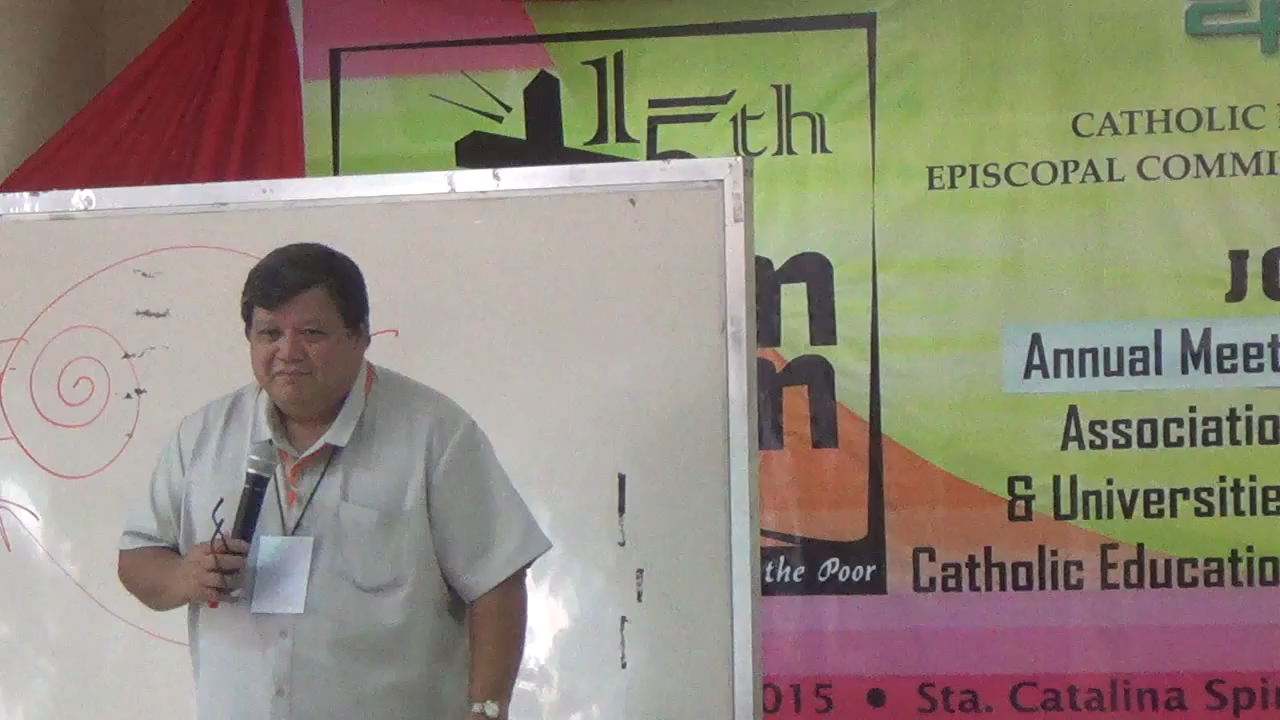 15th
CATHOLIC
EPISCOPAL COMMI
Annual Meet
Associatio
& Universitie
Catholic Educatio
the Poor
015 • Sta. Catalina Spi